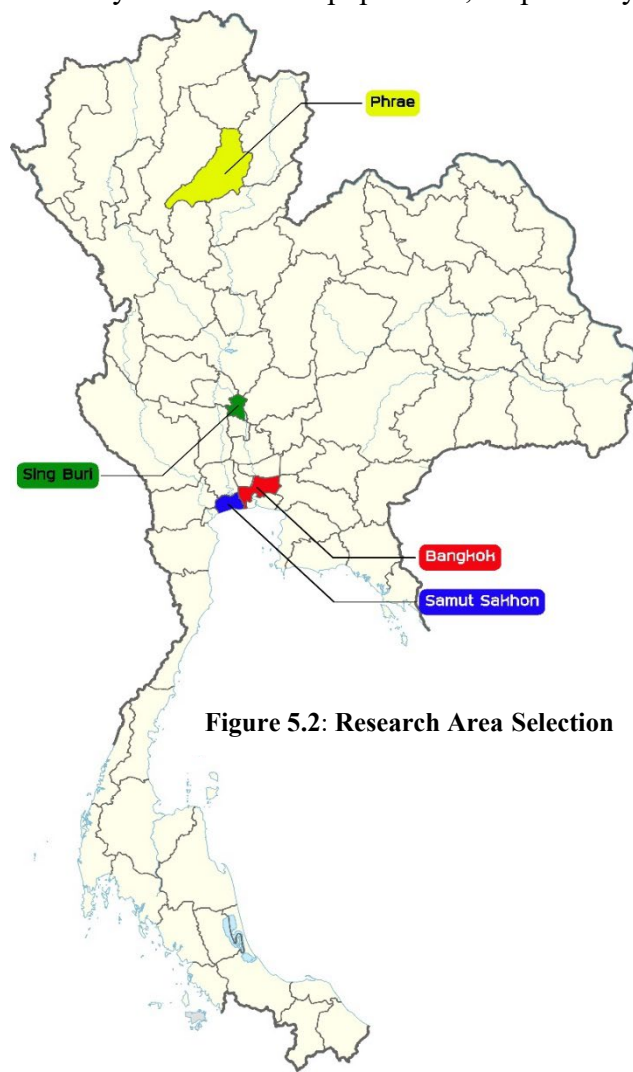 Phrae
Sing Buri
Bangkok
Samut Sakhon
Figure 5.2: Research Area Selection